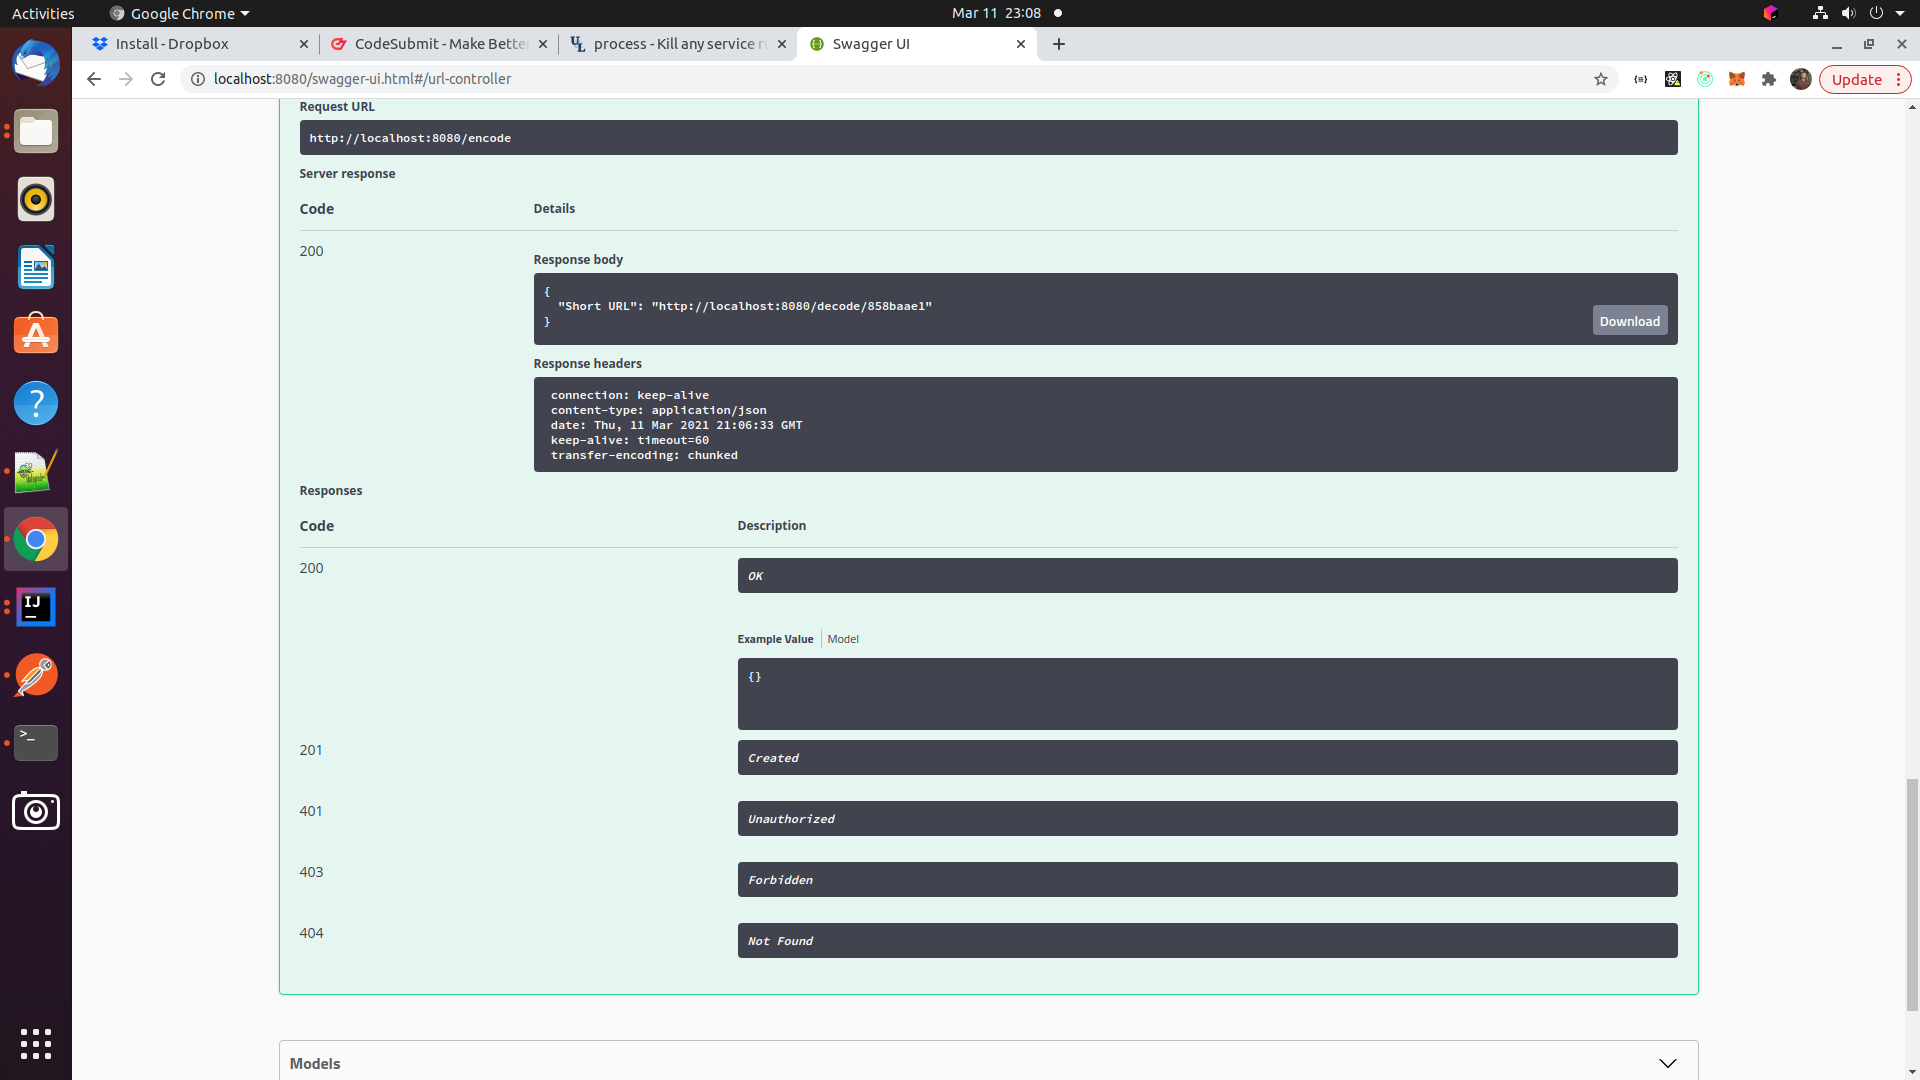 Activities
Google Chrome
Mar 11 23:08
Install - Dropbox
CodeSubmit - Make Bette
process - Kill any service r
Swagger UI
localhost:8080/swagger-ui.html#/url-controller
Update
Request URL
http://localhost:8080/encode
Server response
Code
Details
200
Response body
{
"Short URL": "http://localhost:8080/decode/858baae1"
}
Download
Response headers
connection: keep-alive
content-type: application/json
date: Thu, 11 Mar 2021 21:06:33 GMT
keep-alive: timeout=60
transfer-encoding: chunked
Responses
Code
Description
200
OK
Example Value
Model
{}
201
Created
401
Unauthorized
403
Forbidden
404
Not Found
Models